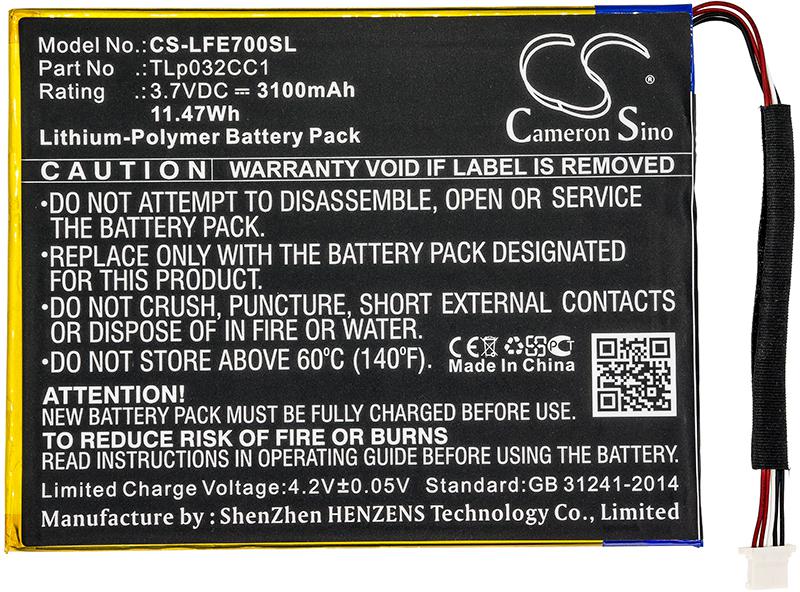 Model No.:CS-LFE700SL
Part No .:TLp032CC1
Rating .:3.7VDC ⎓ 3100mAh
11.47Wh
Lithium-Polymer Battery Pack
CS ®
Cameron Sino
CAUTION WARRANTY VOID IF LABEL IS REMOVED
•DO NOT ATTEMPT TO DISASSEMBLE, OPEN OR SERVICE
THE BATTERY PACK.
•REPLACE ONLY WITH THE BATTERY PACK DESIGNATED
FOR THIS PRODUCT.
•DO NOT CRUSH, PUNCTURE, SHORT EXTERNAL CONTACTS
OR DISPOSE OF IN FIRE OR WATER.
•DO NOT STORE ABOVE 60°C (140°F).
CE PCT
Made In China
ATTENTION!
NEW BATTERY PACK MUST BE FULLY CHARGED BEFORE USE.
TO REDUCE RISK OF FIRE OR BURNS
READ INSTRUCTIONS IN OPERATING GUIDE BEFORE USING THE BATTERY.
Limited Charge Voltage:4.2V±0.05V Standard:GB 31241-2014
Manufacture by : ShenZhen HENZENS Technology Co., Limited